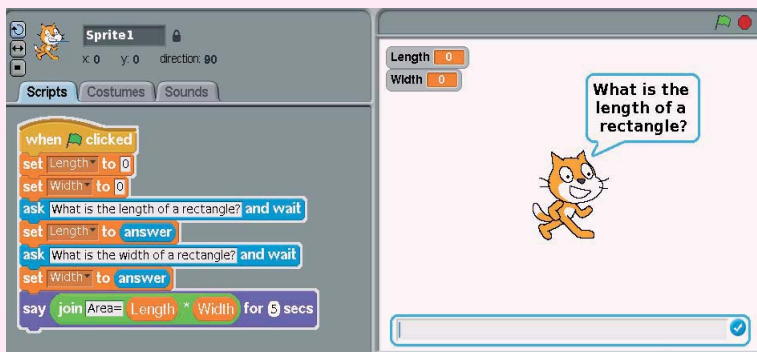 Sprite1
x: 0 y: 0 direction: 90
Scripts Costumes Sounds
when clicked
set Length to 0
set Width to 0
ask What is the length of a rectangle? and wait
set Length to answer
ask What is the width of a rectangle? and wait
set Width to answer
say join Area= Length * Width for 5 secs
Length 0
Width 0
What is the
length of a
rectangle?